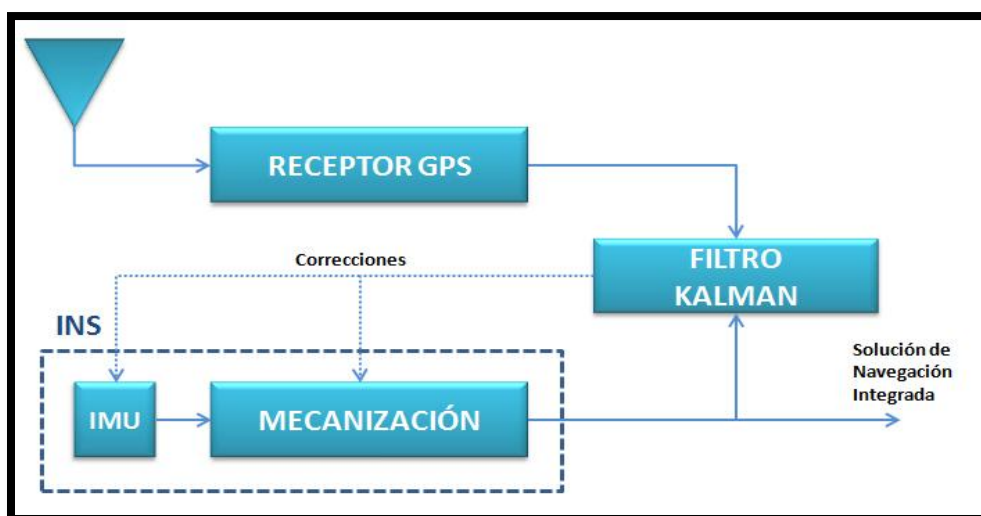 RECEPTOR GPS
Correcciones
FILTRO
KALMAN
INS
Solución de
Navegación
Integrada
IMU
MECANIZACIÓN